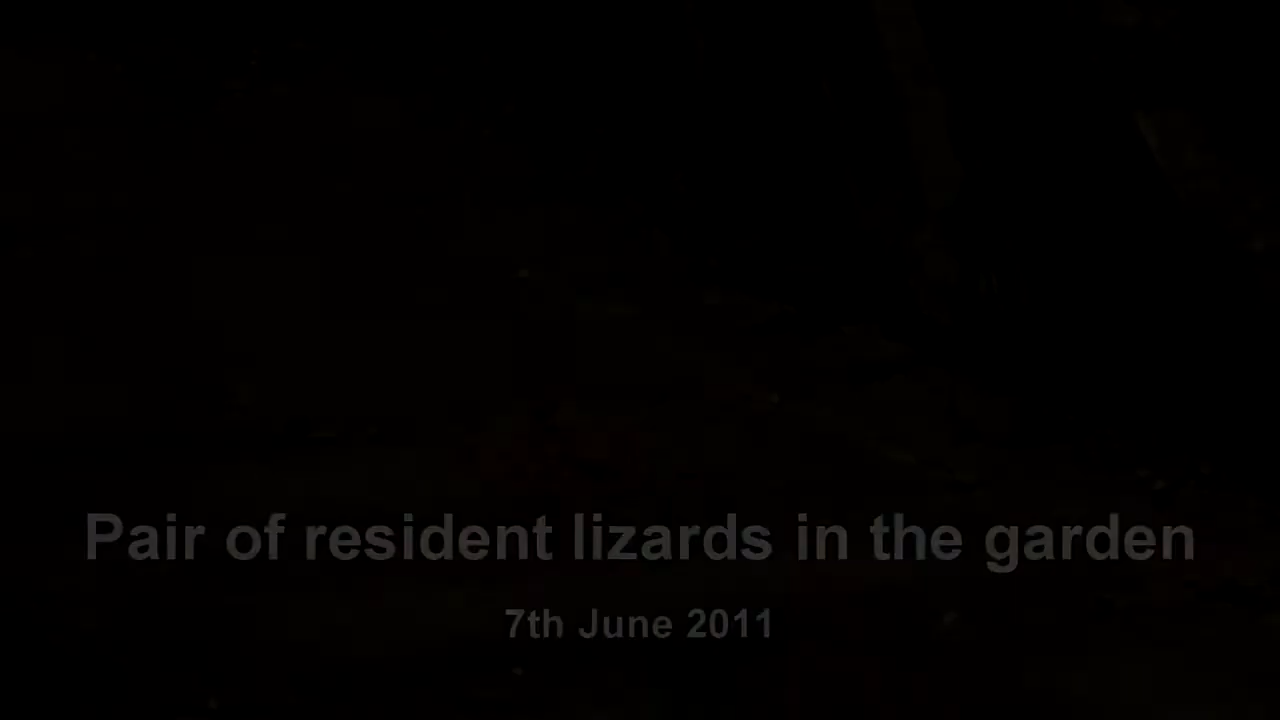 Pair of resident lizards in the garden
7th June 2011